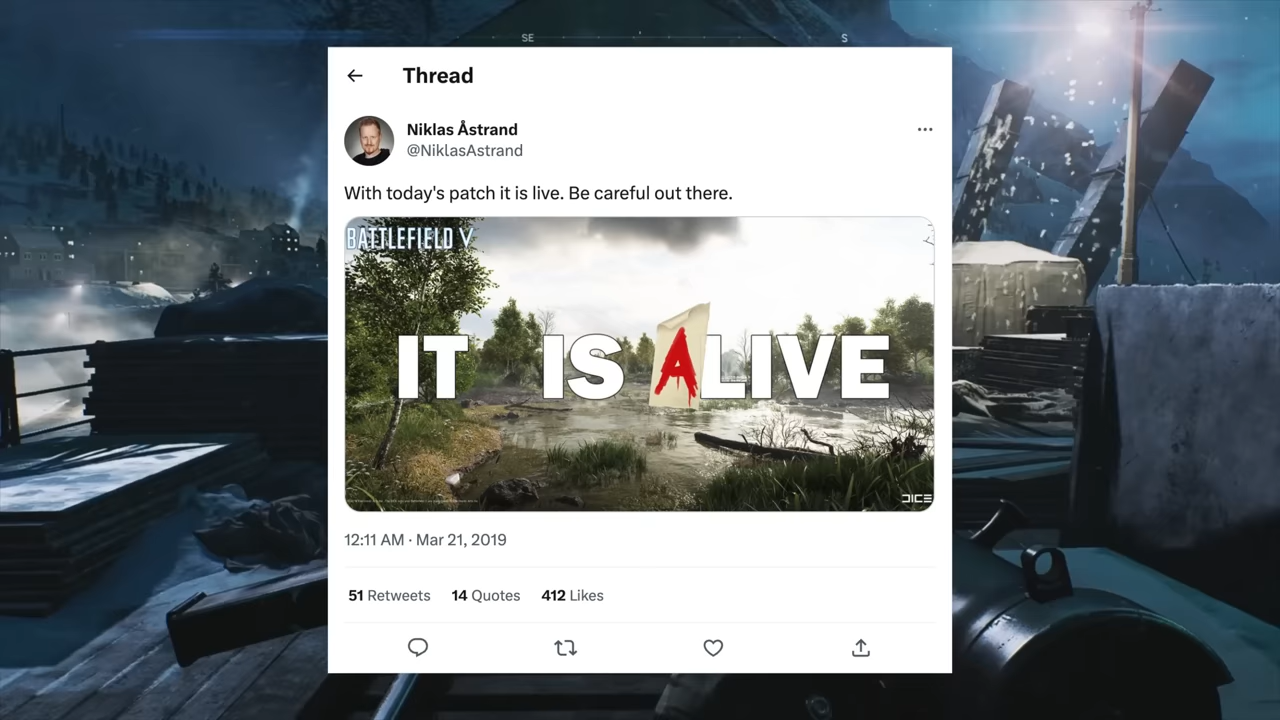 SE
S
Thread
Niklas Åstrand
@NiklasAstrand
With today's patch it is live. Be careful out there.
BATTLEFIELD V
IT IS ALIVE
DICE
12:11 AM · Mar 21, 2019
51 Retweets 14 Quotes 412 Likes